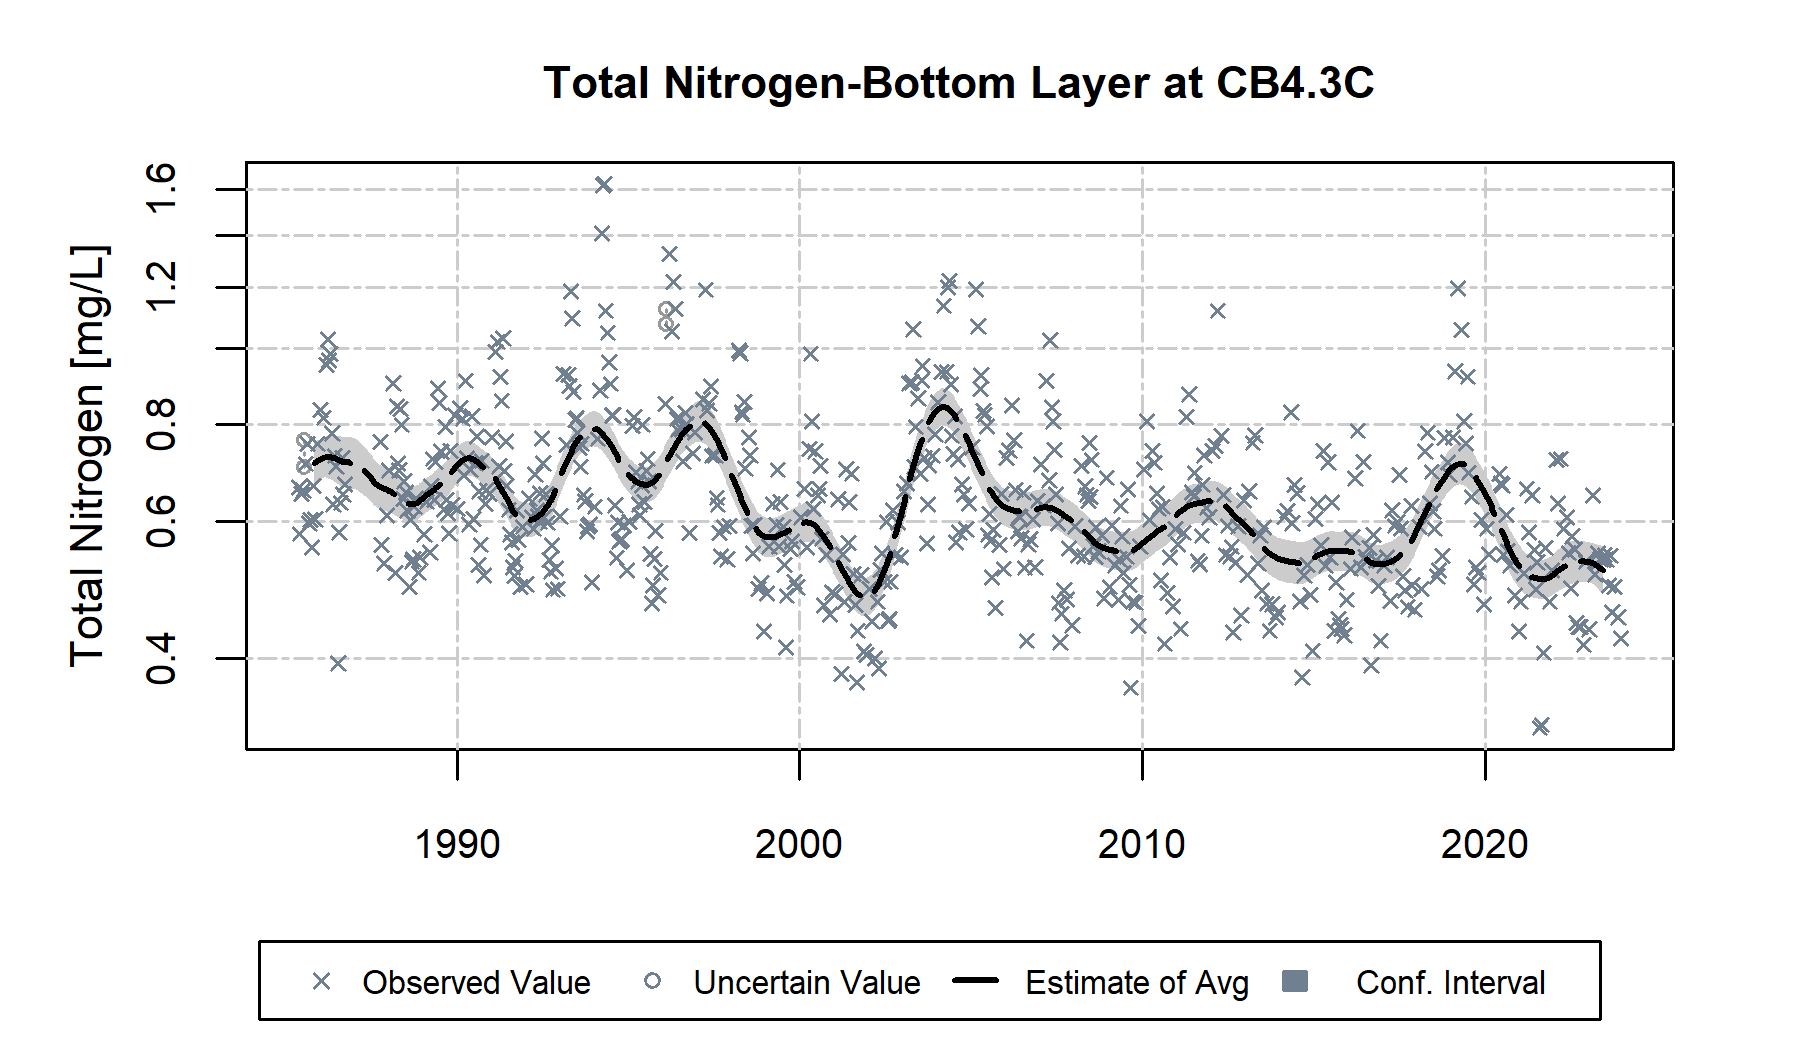 Total Nitrogen-Bottom Layer at CB4.3C
Total Nitrogen [mg/L]
1.6
1.2
0.8
0.6
0.4
1990 2000 2010 2020
Observed Value Uncertain Value Estimate of Avg Conf. Interval